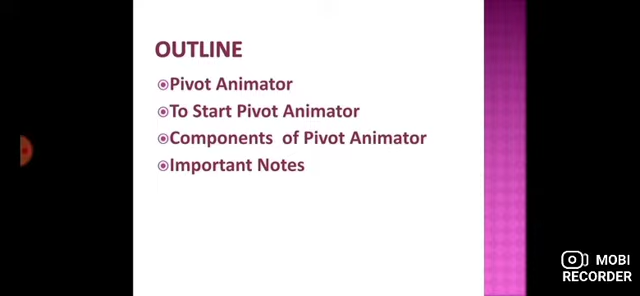 OUTLINE
Pivot Animator
To Start Pivot Animator
Components of Pivot Animator
Important Notes
MOBI
RECORDER